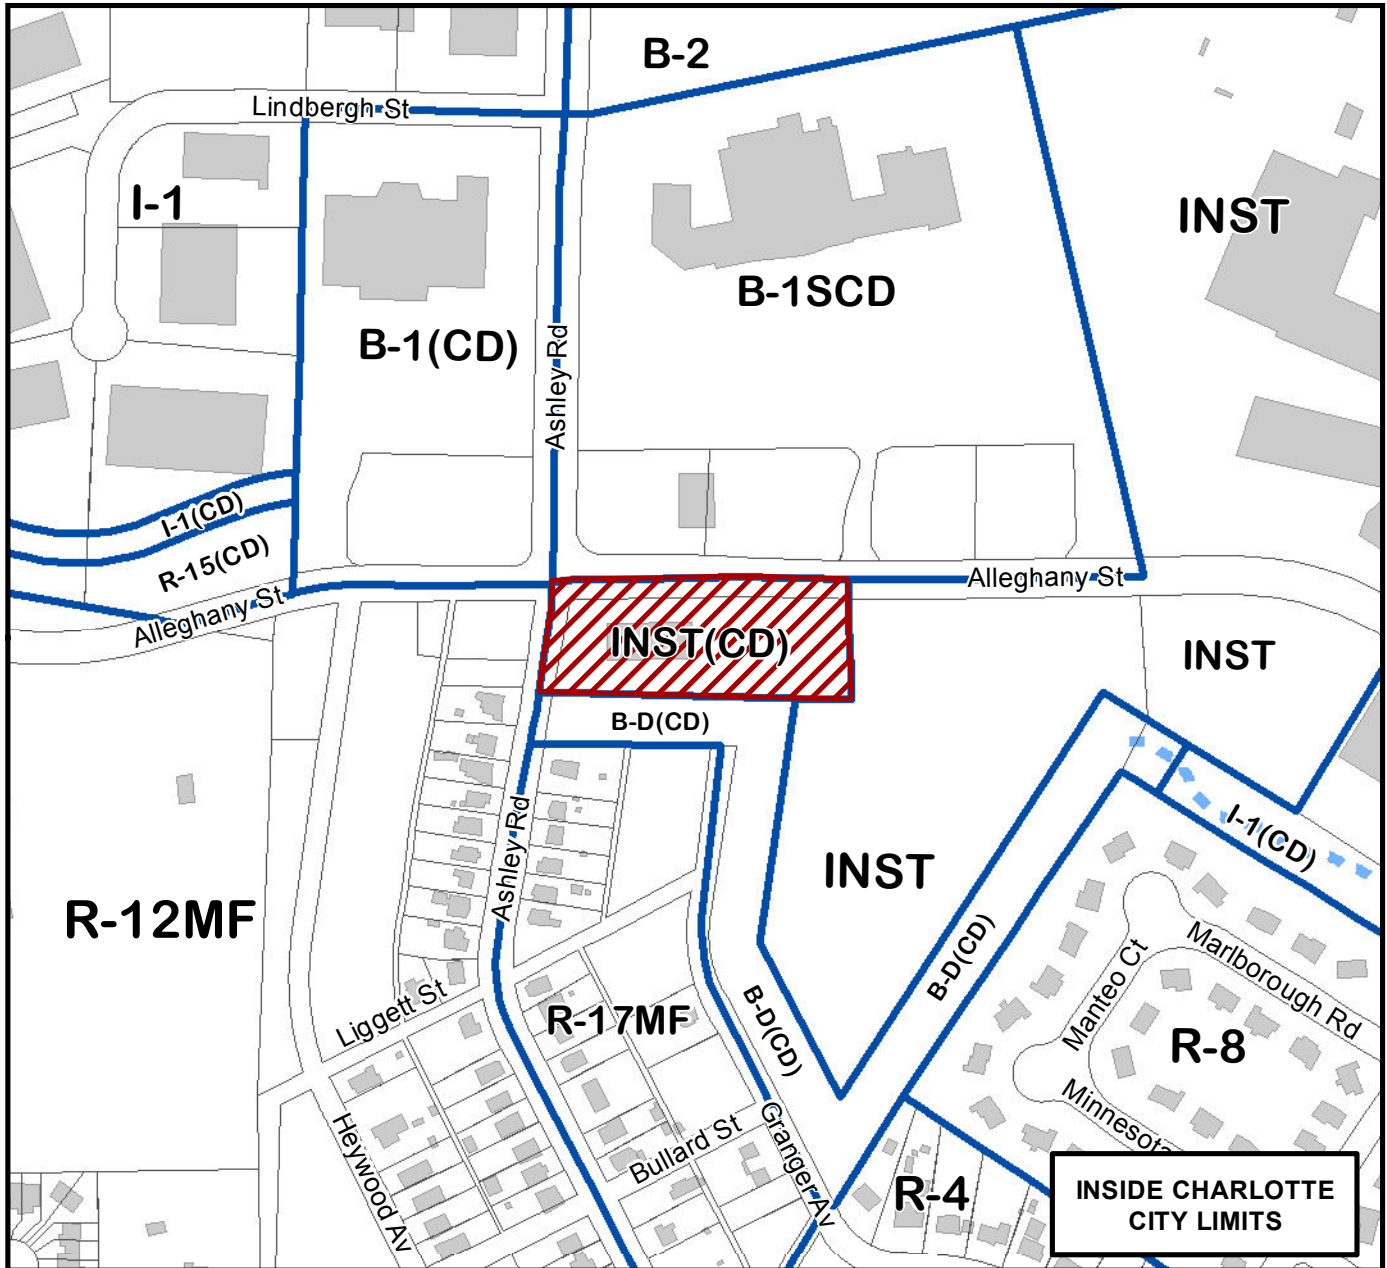 B-2
Lindbergh St
I-1
INST
B-1SCD
B-1(CD)
Ashley Rd
I-1(CD)
R-15(CD)
Alleghany St
Alleghany St
INST(CD)
INST
B-D(CD)
I-1(CD)
Ashley Rd
INST
R-12MF
B-D(CD)
Marlborough Rd
Manteo Ct
Liggett St
R-17MF
B-D(CD)
R-8
Minnesota
Heywood Av
Bullard St
Granger Av
R-4
INSIDE CHARLOTTE
CITY LIMITS